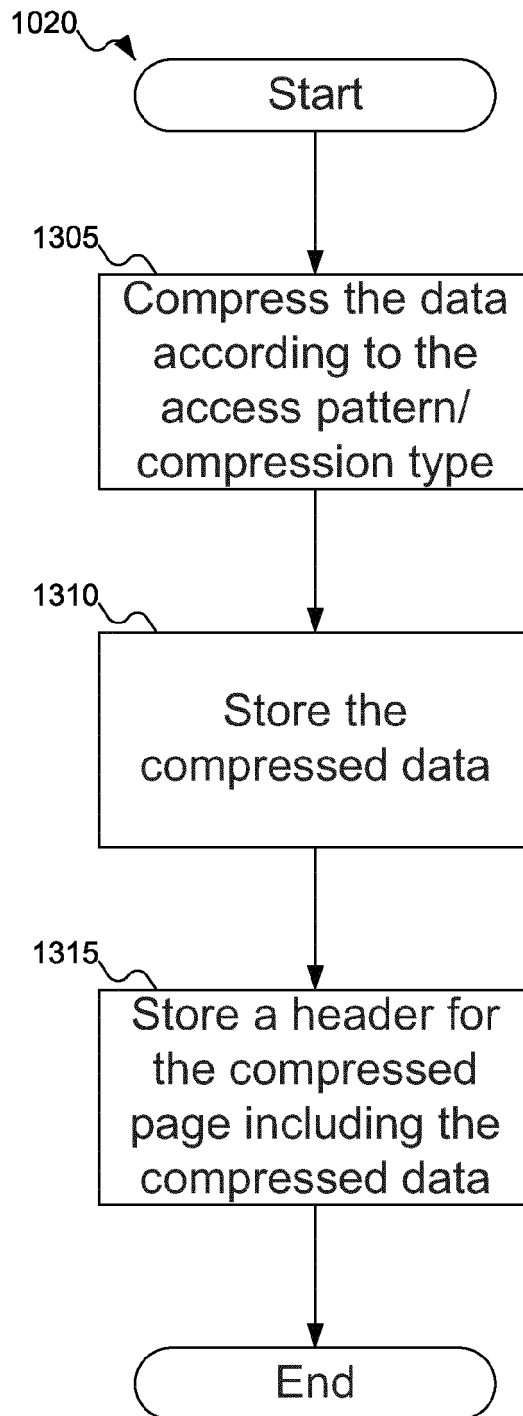 1020
Start
1305
Compress the data
according to the
access pattern/
compression type
1310
Store the
compressed data
1315
Store a header for
the compressed
page including the
compressed data
End